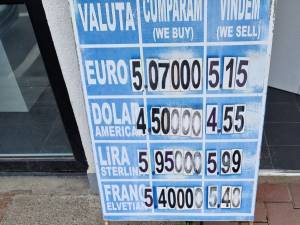 VALUTA CUMPARAM VINDEM
(WE BUY) (WE SELL)
EURO 5,07000 5,15
DOLAR 4,50000 4,55
AMERICAN
LIRA 5,95000 5,99
STERLINA
FRANC 5,40000 5,40
ELVETIAN